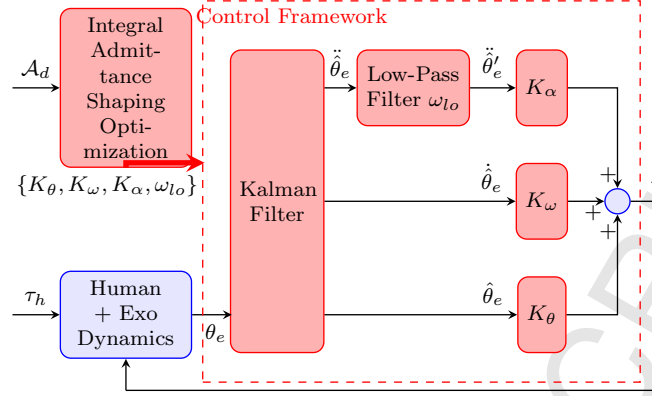 Control Framework
Integral
Admit-
tance
Shaping
Opti-
mization
𝒜_d
{K_θ, K_ω, K_α, ω_lo}
Kalman
Filter
θ̈̂_e
Low-Pass
Filter ω_lo
θ̈̂′_e
K_α
θ̇̂_e
K_ω
+
+
+
θ̂_e
K_θ
τ_h
Human
+ Exo
Dynamics
θ_e